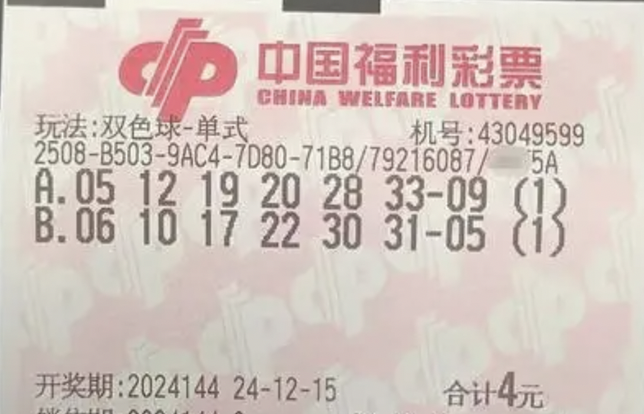 中国福利彩票
CHINA WELFARE LOTTERY
玩法:双色球-单式 机号:43049599
2508-B503-9AC4-7D80-71B8/79216087/ 5A
A.05 12 19 20 28 33-09 (1)
B.06 10 17 22 30 31-05 (1)
开奖期:2024144 24-12-15 合计4元